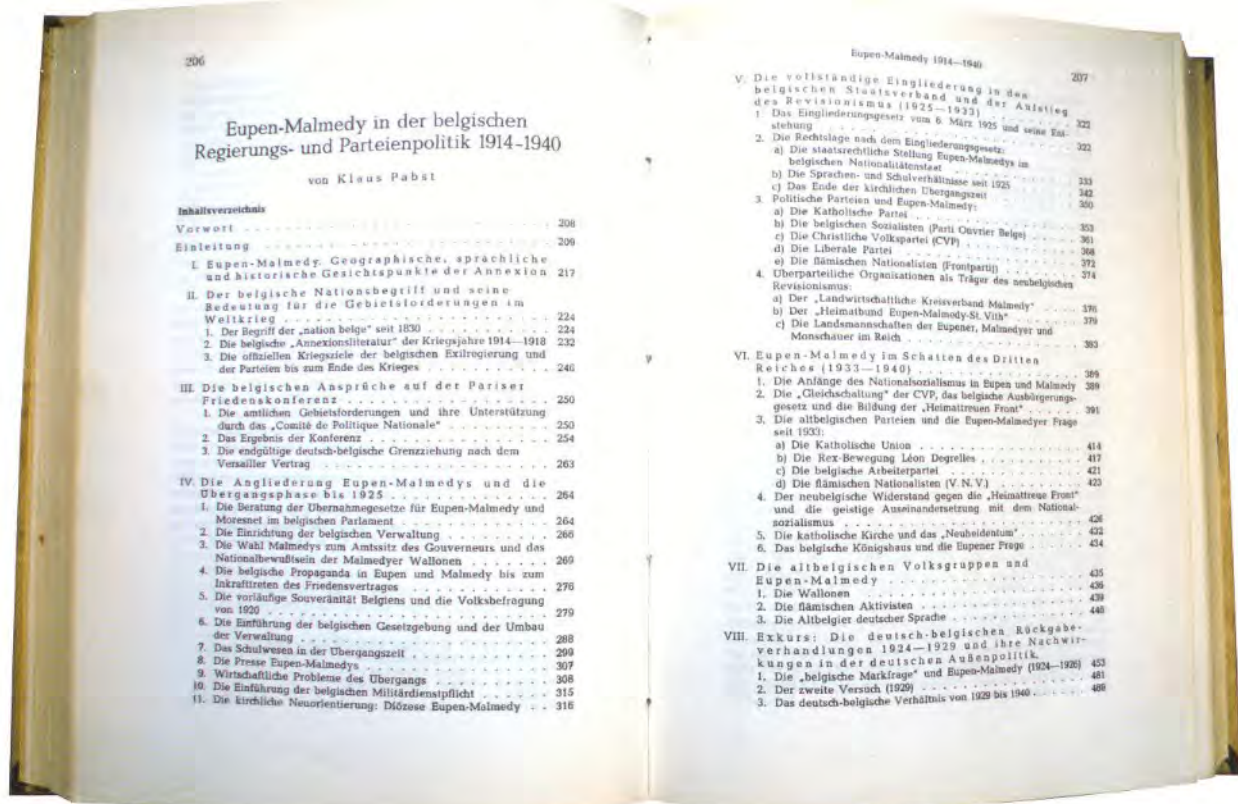 206
Eupen-Malmedy in der belgischen
Regierungs- und Parteienpolitik 1914-1940
von Klaus Pabst
Inhaltsverzeichnis
Vorwort . . . 208
Einleitung . . . 209
I. Eupen-Malmedy. Geographische, sprachliche
und historische Gesichtspunkte der Annexion 217
II. Der belgische Nationsbegriff und seine
Bedeutung für die Gebietsforderungen im
Weltkrieg . . . 224
1. Der Begriff der „nation belge" seit 1830 . . . 224
2. Die belgische „Annexionsliteratur" der Kriegsjahre 1914—1918 232
3. Die offiziellen Kriegsziele der belgischen Exilregierung und
der Parteien bis zum Ende des Krieges . . . 240
III. Die belgischen Ansprüche auf der Pariser
Friedenskonferenz . . . 250
1. Die amtlichen Gebietsforderungen und ihre Unterstützung
durch das „Comité de Politique Nationale" . . . 250
2. Das Ergebnis der Konferenz . . . 254
3. Die endgültige deutsch-belgische Grenzziehung nach dem
Versailler Vertrag . . . 263
IV. Die Angliederung Eupen-Malmedys und die
Übergangsphase bis 1925 . . . 264
1. Die Beratung der Übernahmegesetze für Eupen-Malmedy und
Moresnet im belgischen Parlament . . . 264
2. Die Einrichtung der belgischen Verwaltung . . . 266
3. Die Wahl Malmedys zum Amtssitz des Gouverneurs und das
Nationalbewußtsein der Malmedyer Wallonen . . . 269
4. Die belgische Propaganda in Eupen und Malmedy bis zum
Inkrafttreten des Friedensvertrages . . . 276
5. Die vorläufige Souveränität Belgiens und die Volksbefragung
von 1920 . . . 279
6. Die Einführung der belgischen Gesetzgebung und der Umbau
der Verwaltung . . . 288
7. Das Schulwesen in der Übergangszeit . . . 299
8. Die Presse Eupen-Malmedys . . . 307
9. Wirtschaftliche Probleme des Übergangs . . . 308
10. Die Einführung der belgischen Militärdienstpflicht . . . 315
11. Die kirchliche Neuorientierung: Diözese Eupen-Malmedy . . 316
Eupen-Malmedy 1914—1940
207
V. Die vollständige Eingliederung in den
belgischen Staatsverband und der Aufstieg
des Revisionismus (1925—1933) . . . 322
1. Das Eingliederungsgesetz vom 6. März 1925 und seine Ent-
stehung . . . 322
2. Die Rechtslage nach dem Eingliederungsgesetz:
a) Die staatsrechtliche Stellung Eupen-Malmedys im
belgischen Nationalitätenstaat . . . 333
b) Die Sprachen- und Schulverhältnisse seit 1925 . . . 342
c) Das Ende der kirchlichen Übergangszeit . . . 350
3. Politische Parteien und Eupen-Malmedy:
a) Die Katholische Partei . . . 353
b) Die belgischen Sozialisten (Parti Ouvrier Belge) . . . 361
c) Die Christliche Volkspartei (CVP) . . . 368
d) Die Liberale Partei . . . 372
e) Die flämischen Nationalisten (Frontpartij) . . . 374
4. Überparteiliche Organisationen als Träger des neubelgischen
Revisionismus:
a) Der „Landwirtschaftliche Kreisverband Malmedy" . . . 376
b) Der „Heimatbund Eupen-Malmedy-St. Vith" . . . 379
c) Die Landsmannschaften der Eupener, Malmedyer und
Monschauer im Reich . . . 383
VI. Eupen-Malmedy im Schatten des Dritten
Reiches (1933—1940) . . . 389
1. Die Anfänge des Nationalsozialismus in Eupen und Malmedy 389
2. Die „Gleichschaltung" der CVP, das belgische Ausbürgerungs-
gesetz und die Bildung der „Heimattreuen Front" . . . 391
3. Die altbelgischen Parteien und die Eupen-Malmedyer Frage
seit 1933:
a) Die Katholische Union . . . 414
b) Die Rex-Bewegung Léon Degrelles . . . 417
c) Die belgische Arbeiterpartei . . . 421
d) Die flämischen Nationalisten (V. N. V.) . . . 423
4. Der neubelgische Widerstand gegen die „Heimattreue Front"
und die geistige Auseinandersetzung mit dem National-
sozialismus . . . 426
5. Die katholische Kirche und das „Neuheidentum" . . . 432
6. Das belgische Königshaus und die Eupener Frage . . . 434
VII. Die altbelgischen Volksgruppen und
Eupen-Malmedy . . . 435
1. Die Wallonen . . . 436
2. Die flämischen Aktivisten . . . 439
3. Die Altbelgier deutscher Sprache . . . 448
VIII. Exkurs: Die deutsch-belgischen Rückgabe-
verhandlungen 1924—1929 und ihre Nachwir-
kungen in der deutschen Außenpolitik. 453
1. Die „belgische Markfrage" und Eupen-Malmedy (1924—1926)
2. Der zweite Versuch (1929) . . . 481
3. Das deutsch-belgische Verhältnis von 1929 bis 1940 . . .